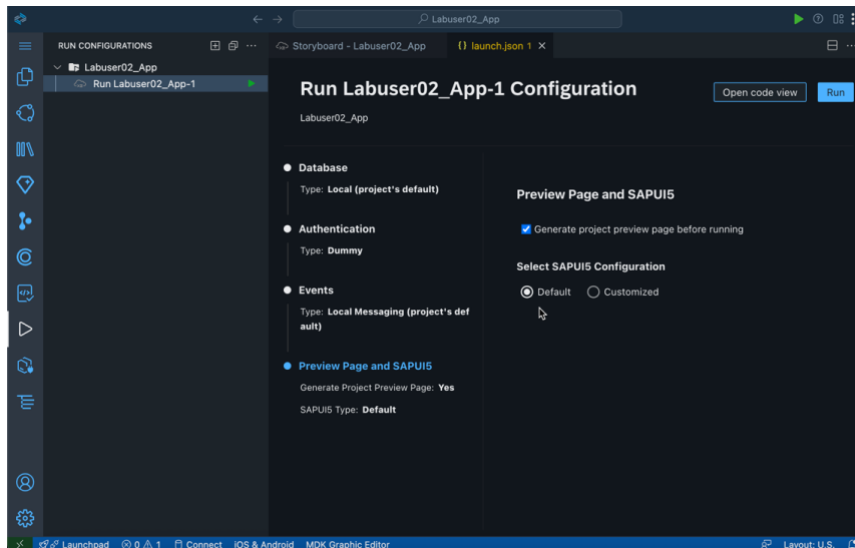 Labuser02_App
RUN CONFIGURATIONS
Storyboard - Labuser02_App
{} launch.json 1
Labuser02_App
Run Labuser02_App-1
Run Labuser02_App-1 Configuration
Open code view
Run
Labuser02_App
Database
Type: Local (project's default)
Authentication
Type: Dummy
Events
Type: Local Messaging (project's def
ault)
Preview Page and SAPUI5
Generate Project Preview Page: Yes
SAPUI5 Type: Default
Preview Page and SAPUI5
Generate project preview page before running
Select SAPUI5 Configuration
Default
Customized
Launchpad
0
1
Connect
iOS & Android
MDK Graphic Editor
Layout: U.S.